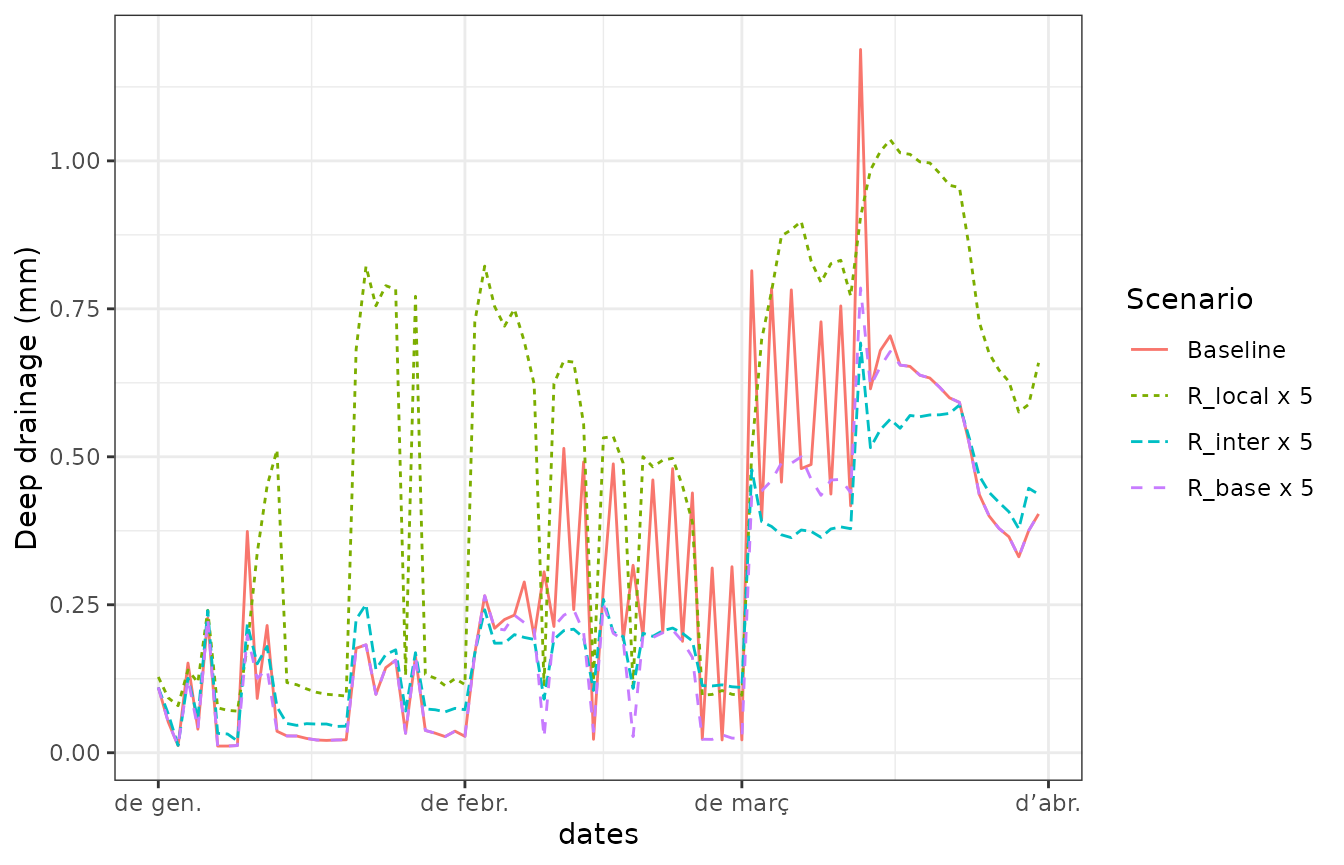 Deep drainage (mm)
1.00
0.75
0.50
0.25
0.00
de gen.
de febr.
de març
d’abr.
dates
Scenario
Baseline
R_local x 5
R_inter x 5
R_base x 5